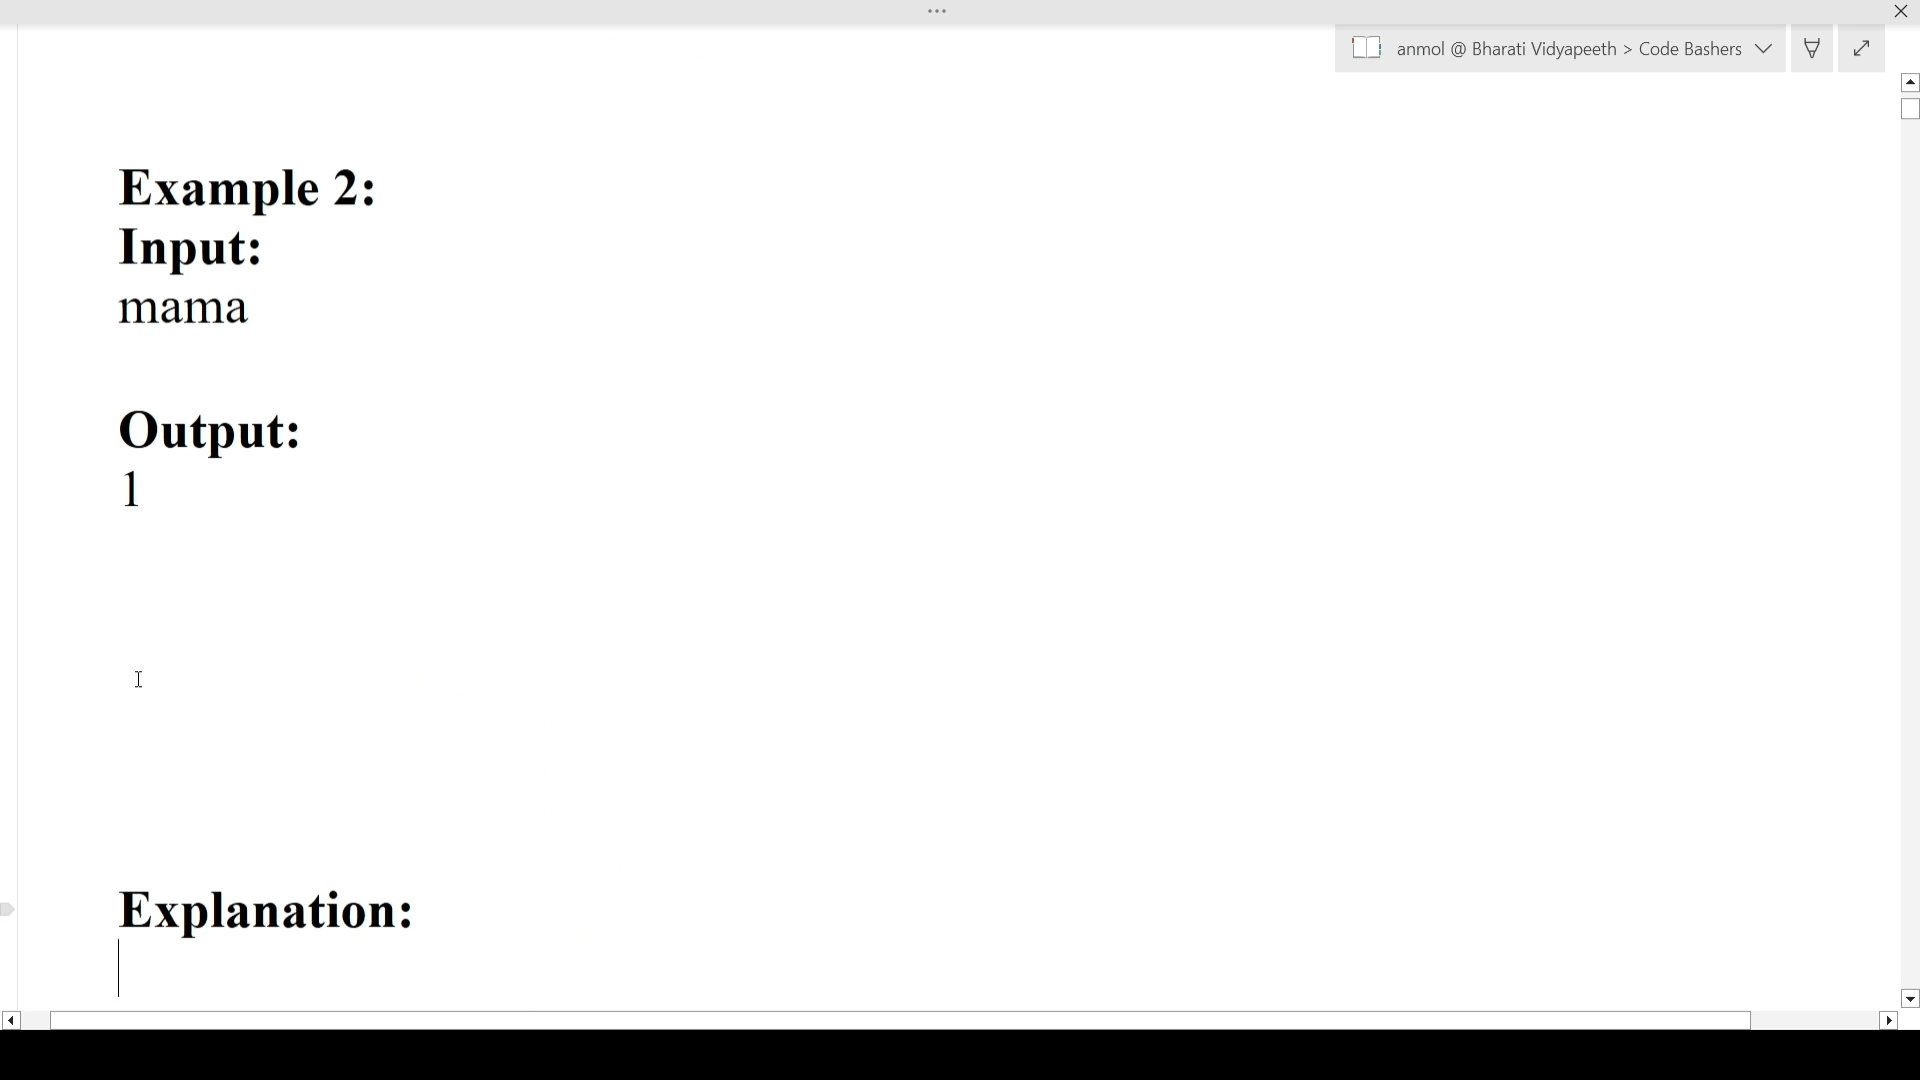 anmol @ Bharati Vidyapeeth > Code Bashers
Example 2:
Input:
mama
Output:
1
Explanation: